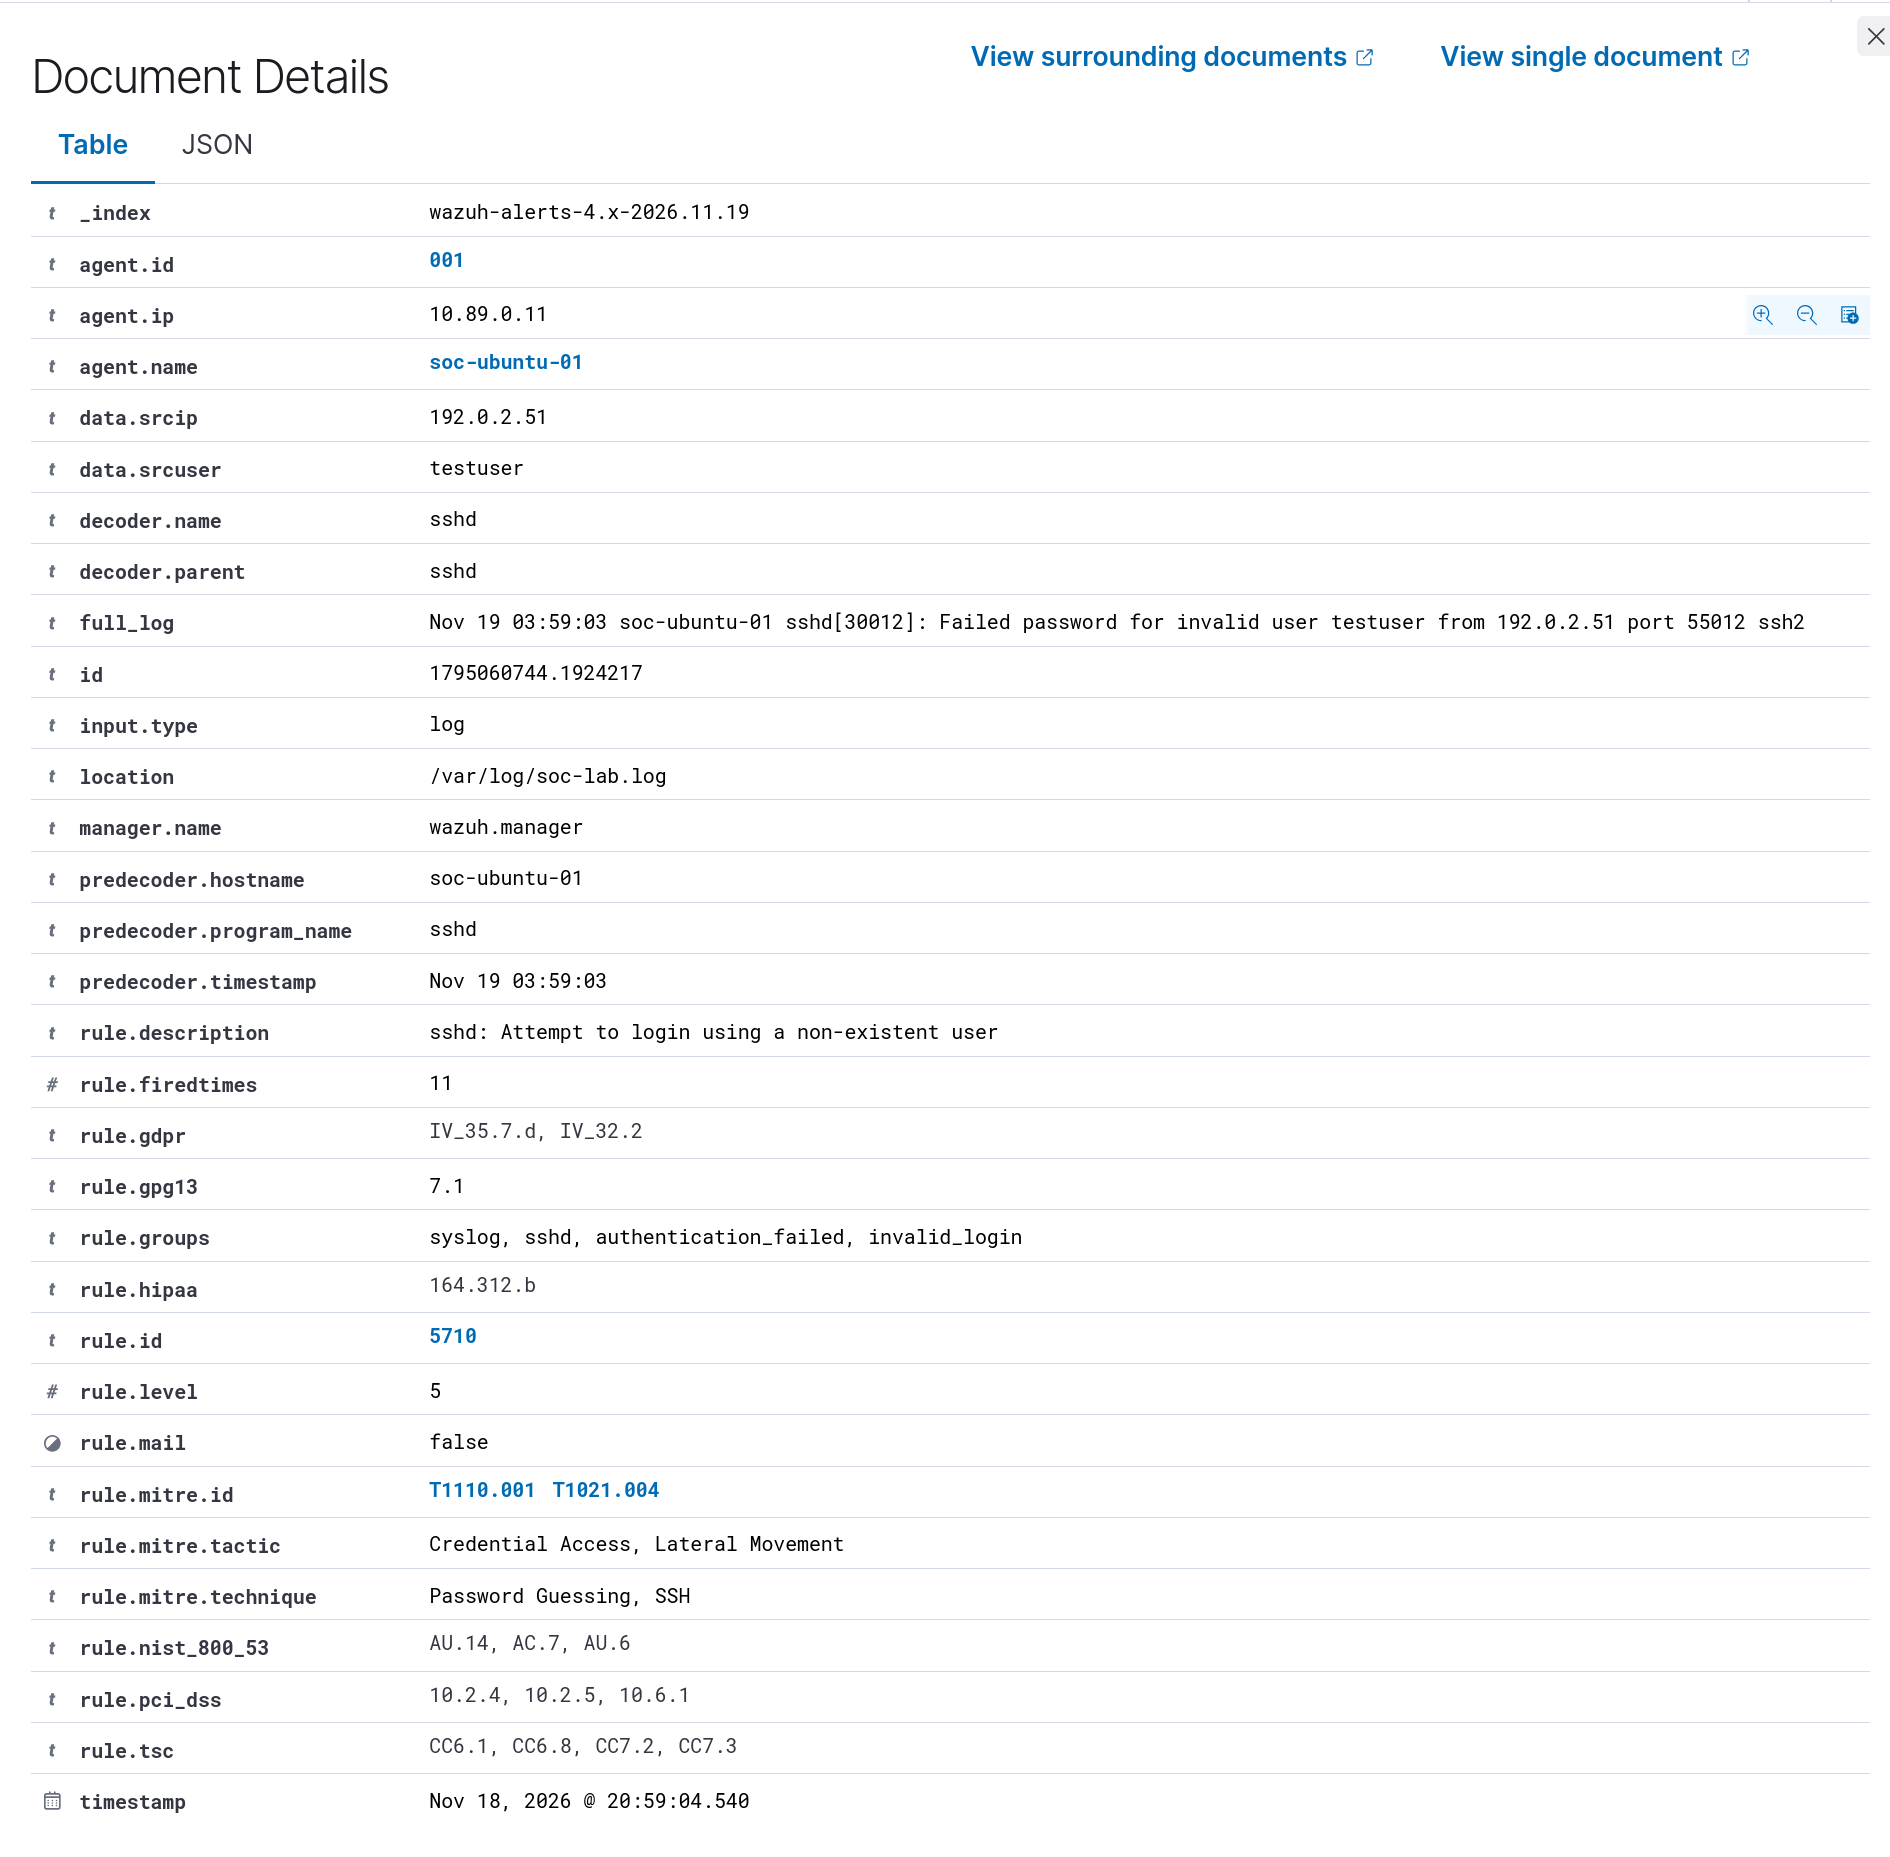 View surrounding documents View single document
Document Details
Table JSON
t _index wazuh-alerts-4.x-2026.11.19
t agent.id 001
t agent.ip 10.89.0.11
t agent.name soc-ubuntu-01
t data.srcip 192.0.2.51
t data.srcuser testuser
t decoder.name sshd
t decoder.parent sshd
t full_log Nov 19 03:59:03 soc-ubuntu-01 sshd[30012]: Failed password for invalid user testuser from 192.0.2.51 port 55012 ssh2
t id 1795060744.1924217
t input.type log
t location /var/log/soc-lab.log
t manager.name wazuh.manager
t predecoder.hostname soc-ubuntu-01
t predecoder.program_name sshd
t predecoder.timestamp Nov 19 03:59:03
t rule.description sshd: Attempt to login using a non-existent user
# rule.firedtimes 11
t rule.gdpr IV_35.7.d, IV_32.2
t rule.gpg13 7.1
t rule.groups syslog, sshd, authentication_failed, invalid_login
t rule.hipaa 164.312.b
t rule.id 5710
# rule.level 5
rule.mail false
t rule.mitre.id T1110.001 T1021.004
t rule.mitre.tactic Credential Access, Lateral Movement
t rule.mitre.technique Password Guessing, SSH
t rule.nist_800_53 AU.14, AC.7, AU.6
t rule.pci_dss 10.2.4, 10.2.5, 10.6.1
t rule.tsc CC6.1, CC6.8, CC7.2, CC7.3
timestamp Nov 18, 2026 @ 20:59:04.540